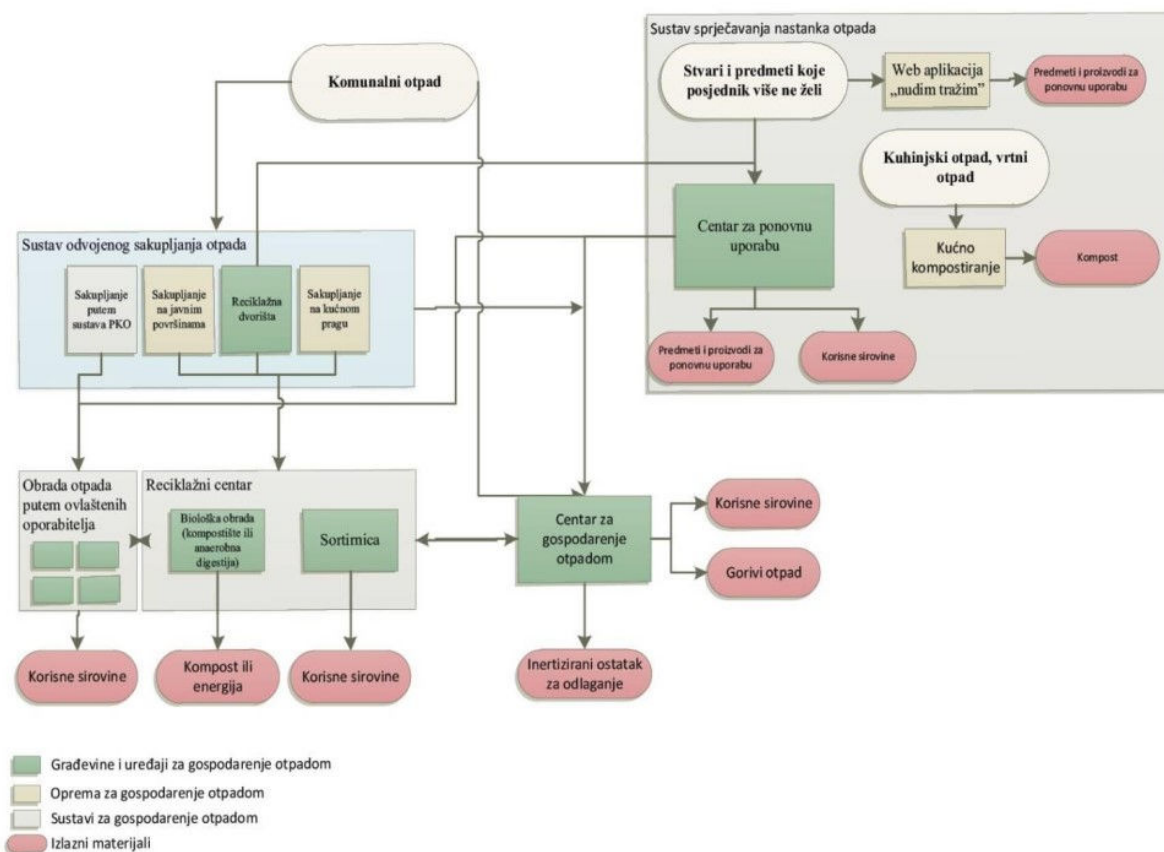 Sustav sprječavanja nastanka otpada
Komunalni otpad
Stvari i predmeti koje
posjednik više ne želi
Web aplikacija
„nudim tražim”
Predmeti i proizvodi za
ponovnu uporabu
Kuhinjski otpad, vrtni
otpad
Centar za ponovnu
uporabu
Kućno
kompostiranje
Kompost
Predmeti i proizvodi za
ponovnu uporabu
Korisne sirovine
Sustav odvojenog sakupljanja otpada
Sakupljanje
putem
sustava PKO
Sakupljanje
na javnim
površinama
Reciklažna
dvorišta
Sakupljanje
na kućnom
pragu
Obrada otpada
putem ovlaštenih
oporabitelja
Reciklažni centar
Biološka obrada
(kompostište ili
anaerobna
digestija)
Sortirnica
Centar za
gospodarenje
otpadom
Korisne sirovine
Gorivi otpad
Korisne sirovine
Kompost ili
energija
Korisne sirovine
Inertizirani ostatak
za odlaganje
Građevine i uređaji za gospodarenje otpadom
Oprema za gospodarenje otpadom
Sustavi za gospodarenje otpadom
Izlazni materijali